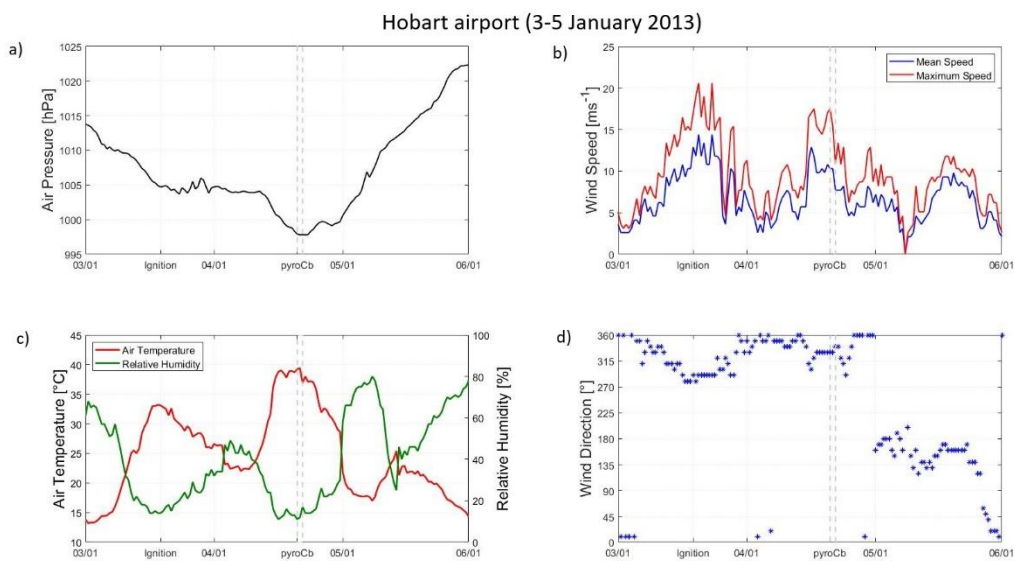 Hobart airport (3-5 January 2013)
a)
1025
1020
1015
1010
1005
1000
995
Air Pressure [hPa]
03/01 Ignition 04/01 pyroCb 05/01 06/01
b)
25
20
15
10
5
0
Wind Speed [ms-1]
Mean Speed
Maximum Speed
03/01 Ignition 04/01 pyroCb 05/01 06/01
c)
45
40
35
30
25
20
15
10
Air Temperature [°C]
Air Temperature
Relative Humidity
100
80
60
40
20
0
Relative Humidity [%]
03/01 Ignition 04/01 pyroCb 05/01 06/01
d)
360
315
270
225
180
135
90
45
0
Wind Direction [°]
03/01 Ignition 04/01 pyroCb 05/01 06/01